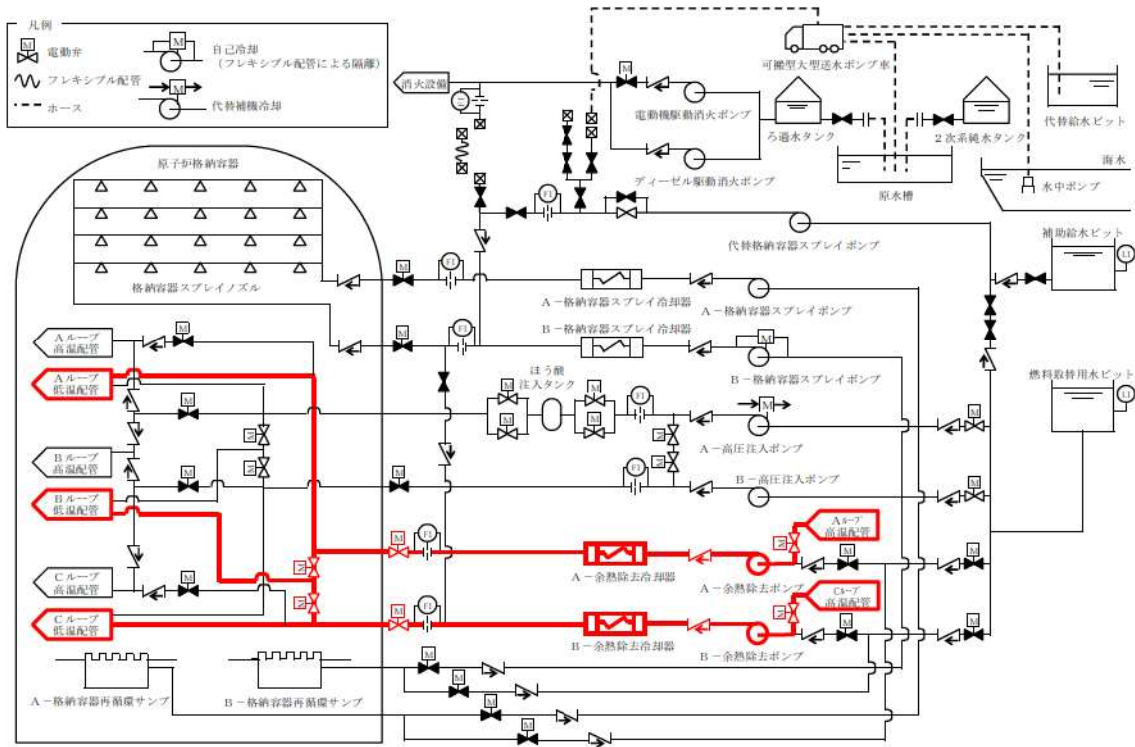 凡例
M
電動弁
フレキシブル配管
ホース
M
自己冷却
(フレキシブル配管による隔離)
M
代替補機冷却
消火設備
M
電動機駆動消火ポンプ
ディーゼル駆動消火ポンプ
可搬型大型送水ポンプ車
ろ過水タンク
2次系純水タンク
原水槽
代替給水ピット
海水
水中ポンプ
FI
代替格納容器スプレイポンプ
補助給水ピット
LI
原子炉格納容器
格納容器スプレイノズル
M
FI
A-格納容器スプレイ冷却器
A-格納容器スプレイポンプ
B-格納容器スプレイ冷却器
M
FI
M
B-格納容器スプレイポンプ
燃料取替用水ピット
LI
Aループ
高温配管
M
Aループ
低温配管
M
ほう酸
注入タンク
M
M
M
M
FI
M
A-高圧注入ポンプ
M
M
M
M
M
Bループ
高温配管
Bループ
低温配管
M
M
FI
B-高圧注入ポンプ
M
Cループ
高温配管
M
Cループ
低温配管
M
M
M
FI
A-余熱除去冷却器
A-余熱除去ポンプ
Aループ
高温配管
M
M
M
M
FI
B-余熱除去冷却器
B-余熱除去ポンプ
Cループ
高温配管
M
M
M
A-格納容器再循環サンプ
B-格納容器再循環サンプ
M
M
M
M